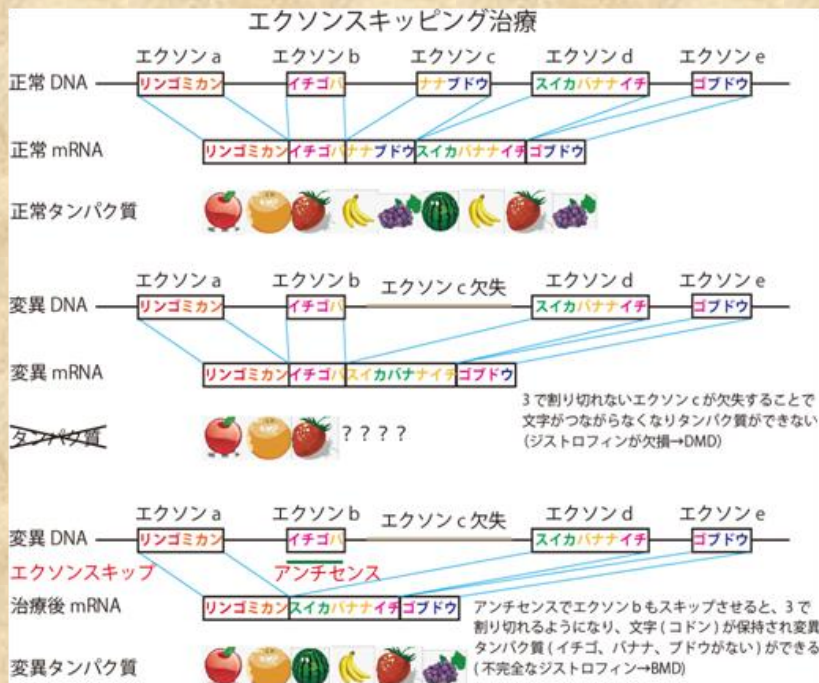 エクソンスキッピング治療
エクソン a エクソン b エクソン c エクソン d エクソン e
正常 DNA リンゴミカン イチゴバ ナナブドウ スイカバナナイチ ゴブドウ
正常 mRNA リンゴミカンイチゴバナナブドウスイカバナナイチゴブドウ
正常タンパク質
エクソン a エクソン b エクソン c 欠失 エクソン d エクソン e
変異 DNA リンゴミカン イチゴバ スイカバナナイチ ゴブドウ
変異 mRNA リンゴミカンイチゴバスイカバナナイチゴブドウ
3 で割り切れないエクソン c が欠失することで
文字がつながらなくなりタンパク質ができない
(ジストロフィンが欠損→DMD)
タンパク質 ? ? ? ?
エクソン a エクソン b エクソン c 欠失 エクソン d エクソン e
変異 DNA リンゴミカン イチゴバ スイカバナナイチ ゴブドウ
エクソンスキップ アンチセンス
治療後 mRNA リンゴミカンスイカバナナイチゴブドウ
アンチセンスでエクソン b もスキップさせると、3 で
割り切れるようになり、文字 ( コドン ) が保持され変異
タンパク質 ( イチゴ、バナナ、ブドウがない ) ができる
( 不完全なジストロフィン→BMD)
変異タンパク質